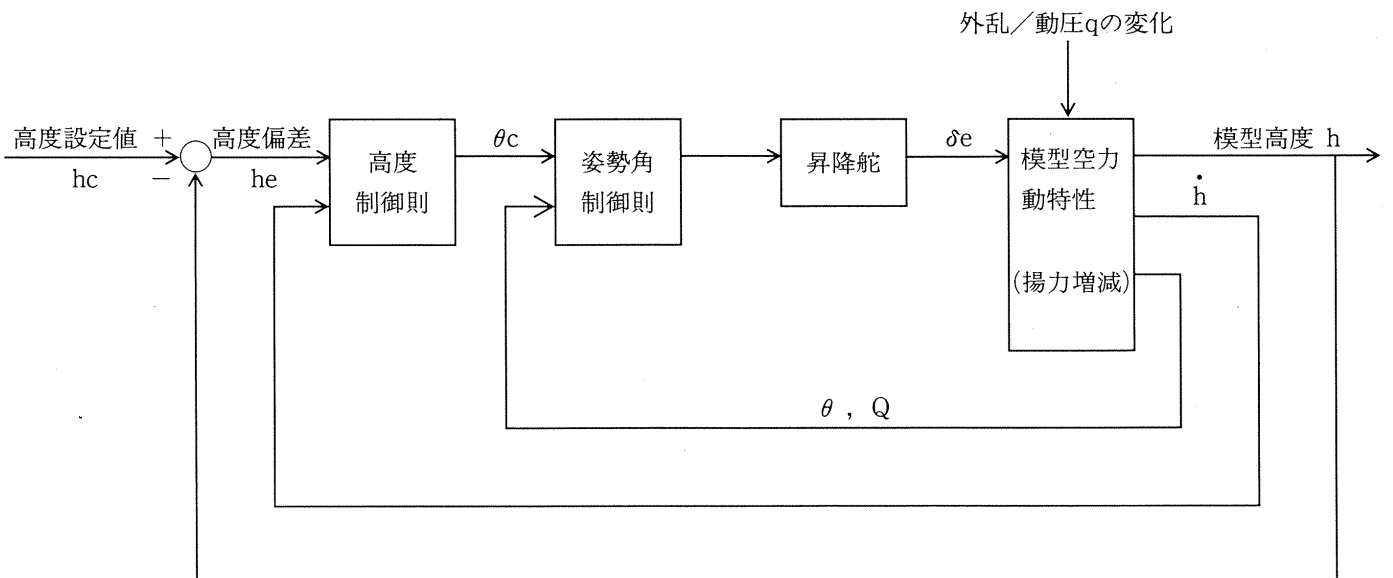 外乱／動圧qの変化
高度設定値 ＋
hc －
高度偏差
he
高度
制御則
θc
姿勢角
制御則
昇降舵
δe
模型空力
動特性
(揚力増減)
模型高度 h
ḣ
θ , Q